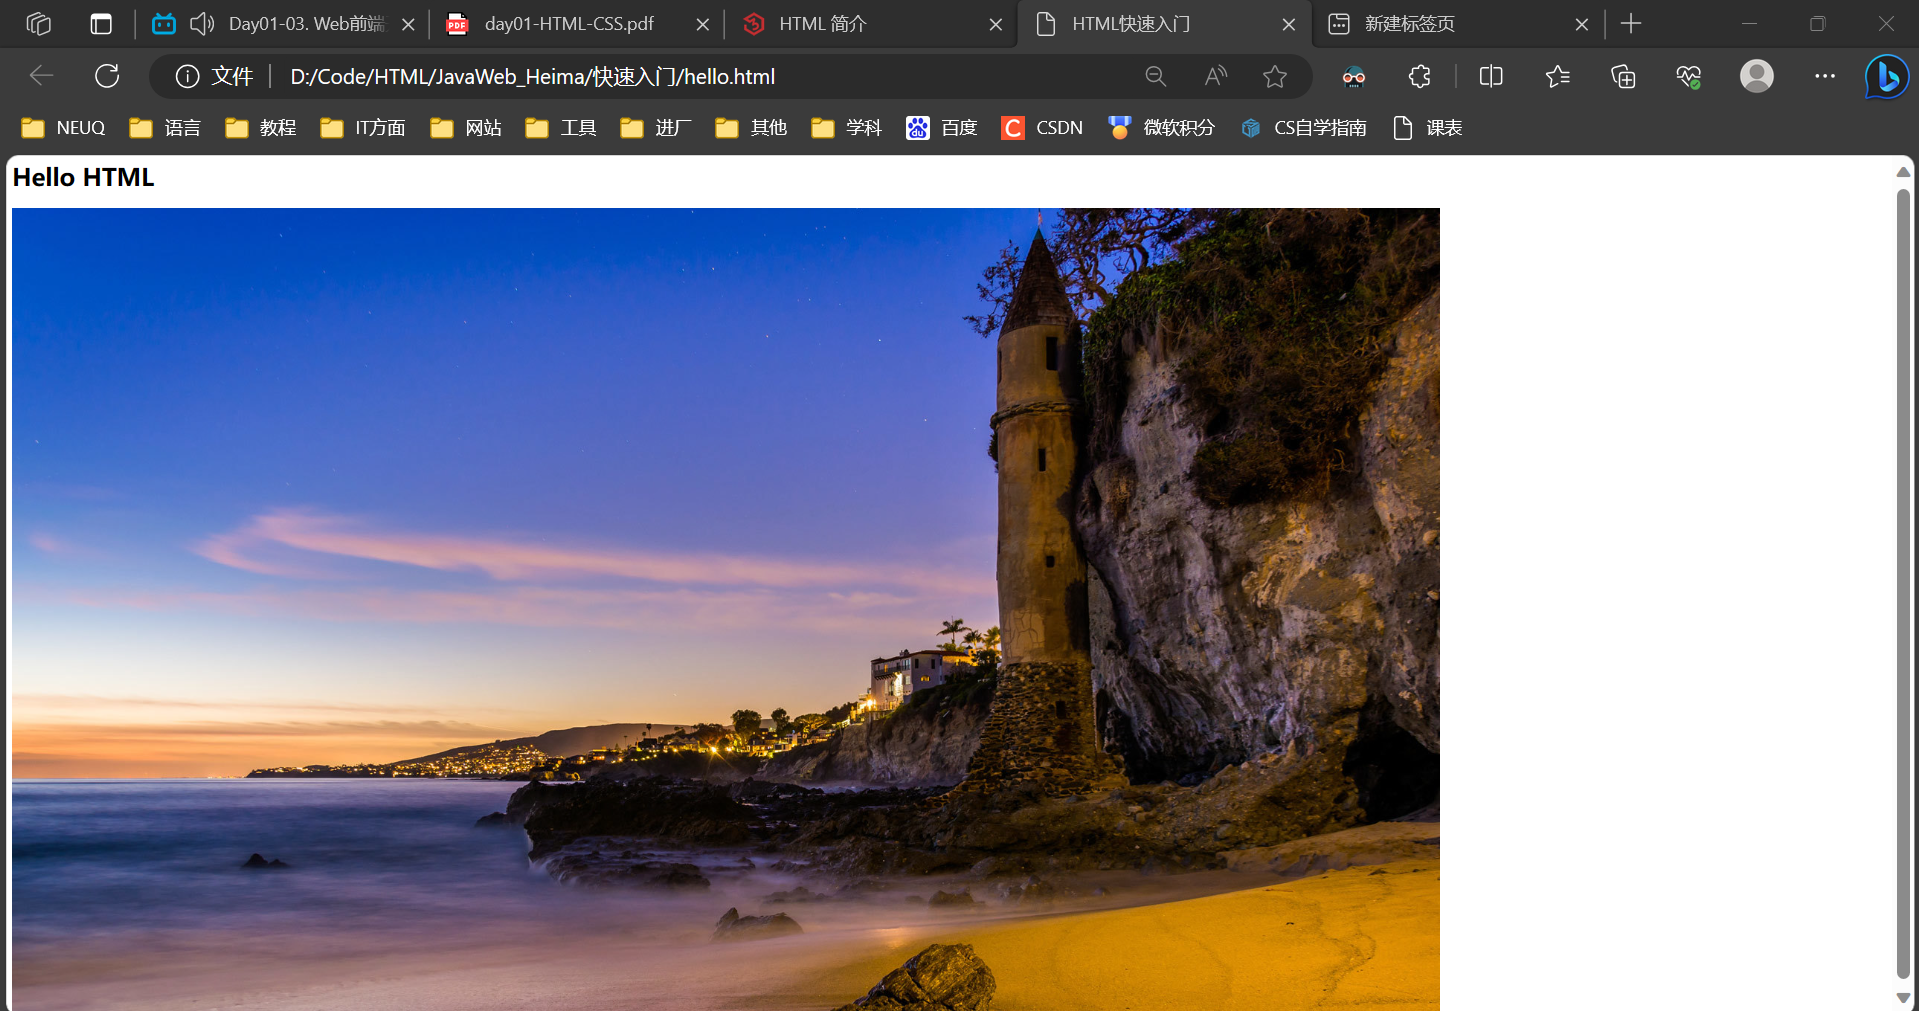 Day01-03. Web前端
day01-HTML-CSS.pdf
HTML 简介
HTML快速入门
新建标签页
文件
D:/Code/HTML/JavaWeb_Heima/快速入门/hello.html
NEUQ
语言
教程
IT方面
网站
工具
进厂
其他
学科
百度
CSDN
微软积分
CS自学指南
课表
Hello HTML